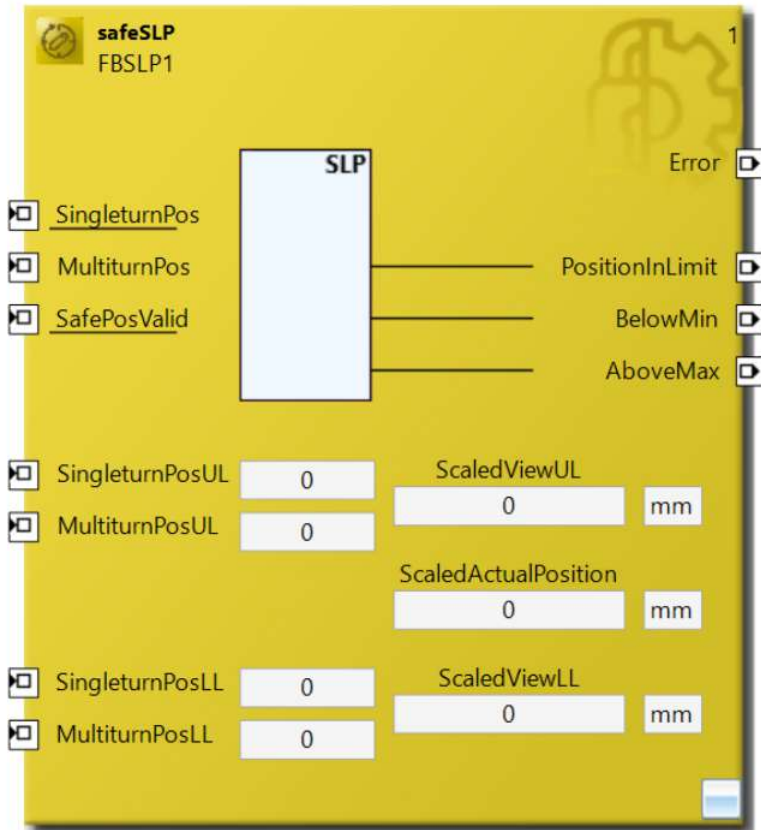 safeSLP
1
FBSLP1
SLP
Error
SingleturnPos
MultiturnPos
PositionInLimit
SafePosValid
BelowMin
AboveMax
SingleturnPosUL 0
ScaledViewUL
0 mm
MultiturnPosUL 0
ScaledActualPosition
0 mm
SingleturnPosLL 0
ScaledViewLL
0 mm
MultiturnPosLL 0